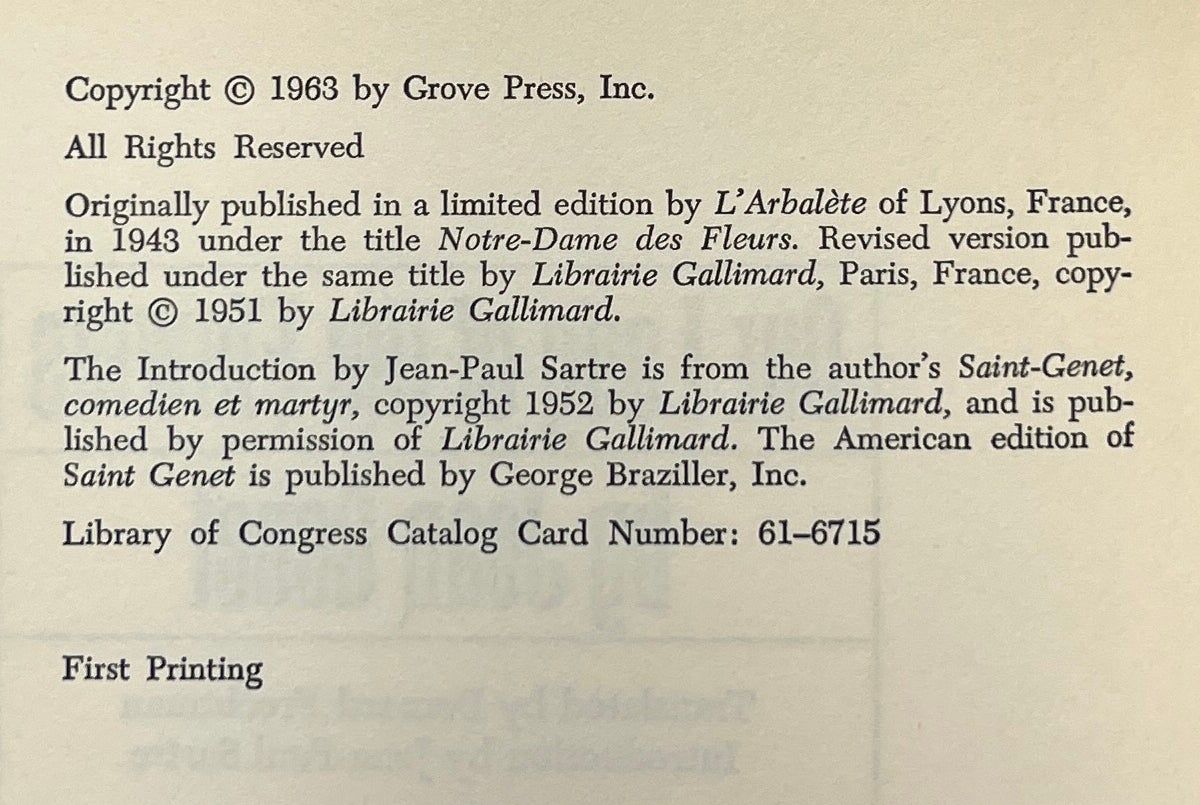 Copyright © 1963 by Grove Press, Inc.
All Rights Reserved
Originally published in a limited edition by L'Arbalète of Lyons, France,
in 1943 under the title Notre-Dame des Fleurs. Revised version pub-
lished under the same title by Librairie Gallimard, Paris, France, copy-
right © 1951 by Librairie Gallimard.
The Introduction by Jean-Paul Sartre is from the author's Saint-Genet,
comedien et martyr, copyright 1952 by Librairie Gallimard, and is pub-
lished by permission of Librairie Gallimard. The American edition of
Saint Genet is published by George Braziller, Inc.
Library of Congress Catalog Card Number: 61–6715
First Printing